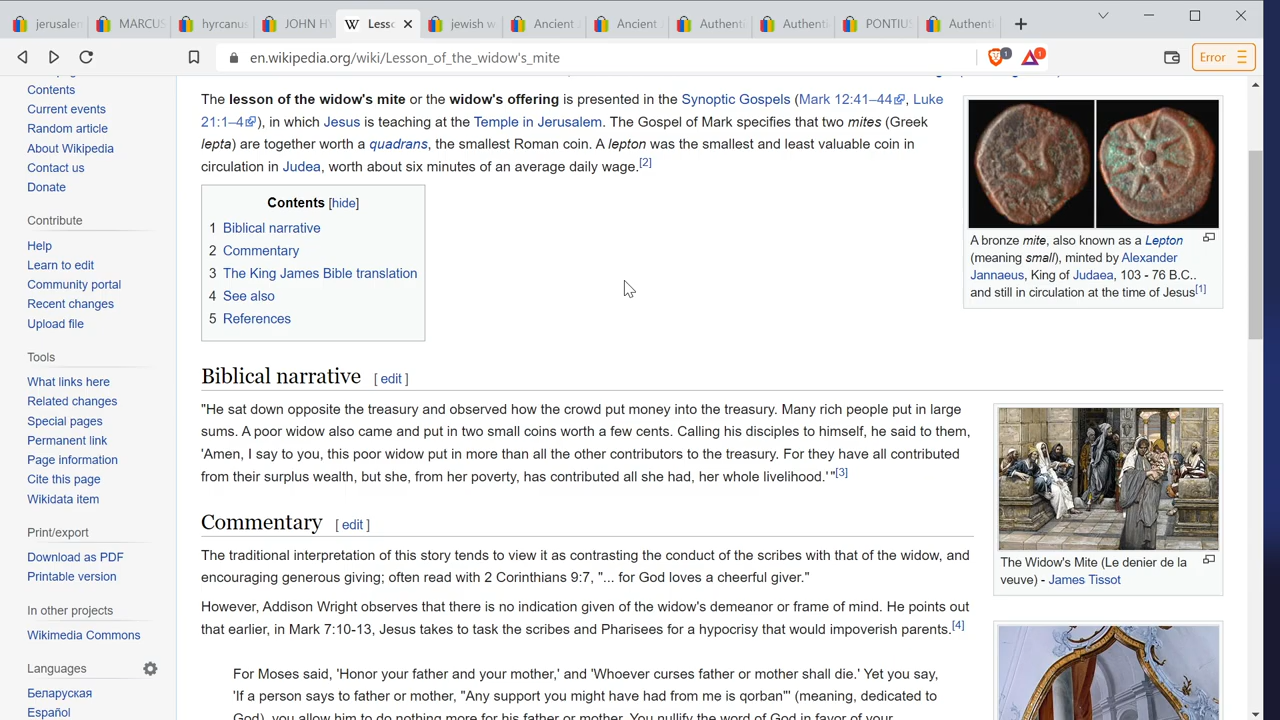 jerusalem
MARCUS
hyrcanus
JOHN HY
Lesso
jewish w
Ancient
Ancient
Authenti
Authenti
PONTIUS
Authenti
en.wikipedia.org/wiki/Lesson_of_the_widow's_mite
1
1
Error
Contents
Current events
Random article
About Wikipedia
Contact us
Donate
Contribute
Help
Learn to edit
Community portal
Recent changes
Upload file
Tools
What links here
Related changes
Special pages
Permanent link
Page information
Cite this page
Wikidata item
Print/export
Download as PDF
Printable version
In other projects
Wikimedia Commons
Languages
Беларуская
Español
The lesson of the widow's mite or the widow's offering is presented in the Synoptic Gospels (Mark 12:41–44, Luke
21:1–4), in which Jesus is teaching at the Temple in Jerusalem. The Gospel of Mark specifies that two mites (Greek
lepta) are together worth a quadrans, the smallest Roman coin. A lepton was the smallest and least valuable coin in
circulation in Judea, worth about six minutes of an average daily wage.[2]
Contents [hide]
1 Biblical narrative
2 Commentary
3 The King James Bible translation
4 See also
5 References
A bronze mite, also known as a Lepton
(meaning small), minted by Alexander
Jannaeus, King of Judaea, 103 - 76 B.C..
and still in circulation at the time of Jesus[1]
Biblical narrative [ edit ]
"He sat down opposite the treasury and observed how the crowd put money into the treasury. Many rich people put in large
sums. A poor widow also came and put in two small coins worth a few cents. Calling his disciples to himself, he said to them,
'Amen, I say to you, this poor widow put in more than all the other contributors to the treasury. For they have all contributed
from their surplus wealth, but she, from her poverty, has contributed all she had, her whole livelihood.'"[3]
The Widow's Mite (Le denier de la
veuve) - James Tissot
Commentary [ edit ]
The traditional interpretation of this story tends to view it as contrasting the conduct of the scribes with that of the widow, and
encouraging generous giving; often read with 2 Corinthians 9:7, "... for God loves a cheerful giver."
However, Addison Wright observes that there is no indication given of the widow's demeanor or frame of mind. He points out
that earlier, in Mark 7:10-13, Jesus takes to task the scribes and Pharisees for a hypocrisy that would impoverish parents.[4]
For Moses said, 'Honor your father and your mother,' and 'Whoever curses father or mother shall die.' Yet you say,
'If a person says to father or mother, "Any support you might have had from me is qorban"' (meaning, dedicated to
God), you allow him to do nothing more for his father or mother. You nullify the word of God in favor of your